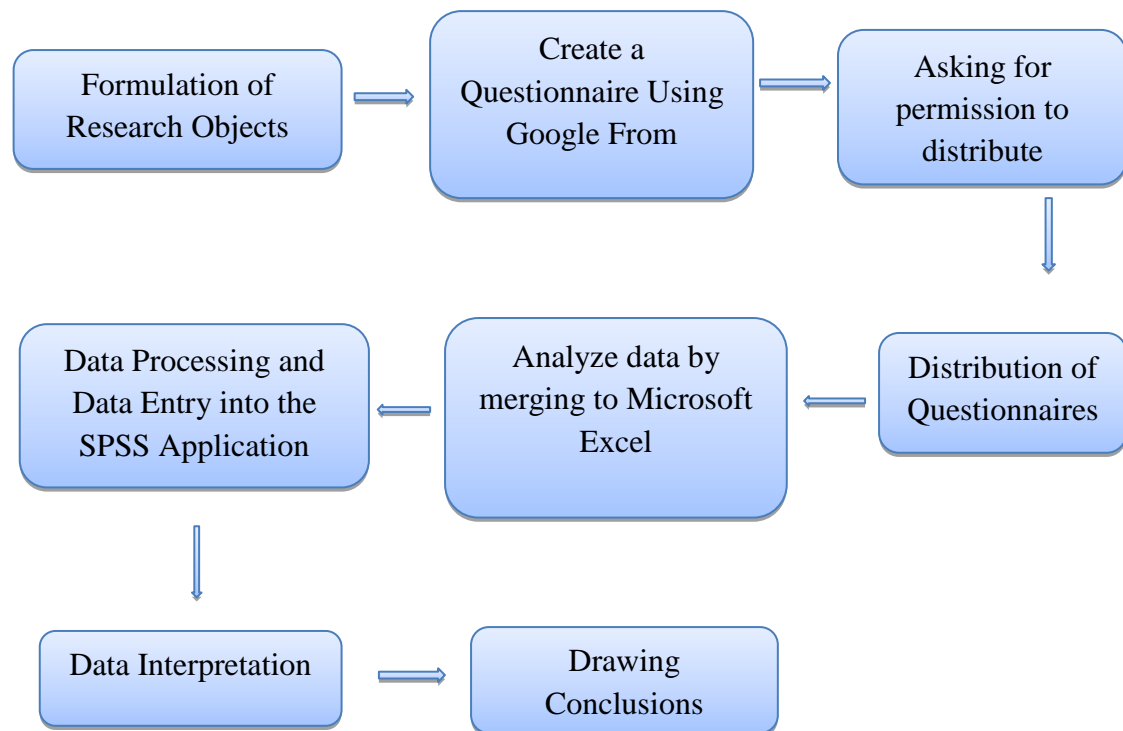 Formulation of
Research Objects
Create a
Questionnaire Using
Google From
Asking for
permission to
distribute
Distribution of
Questionnaires
Analyze data by
merging to Microsoft
Excel
Data Processing and
Data Entry into the
SPSS Application
Data Interpretation
Drawing
Conclusions